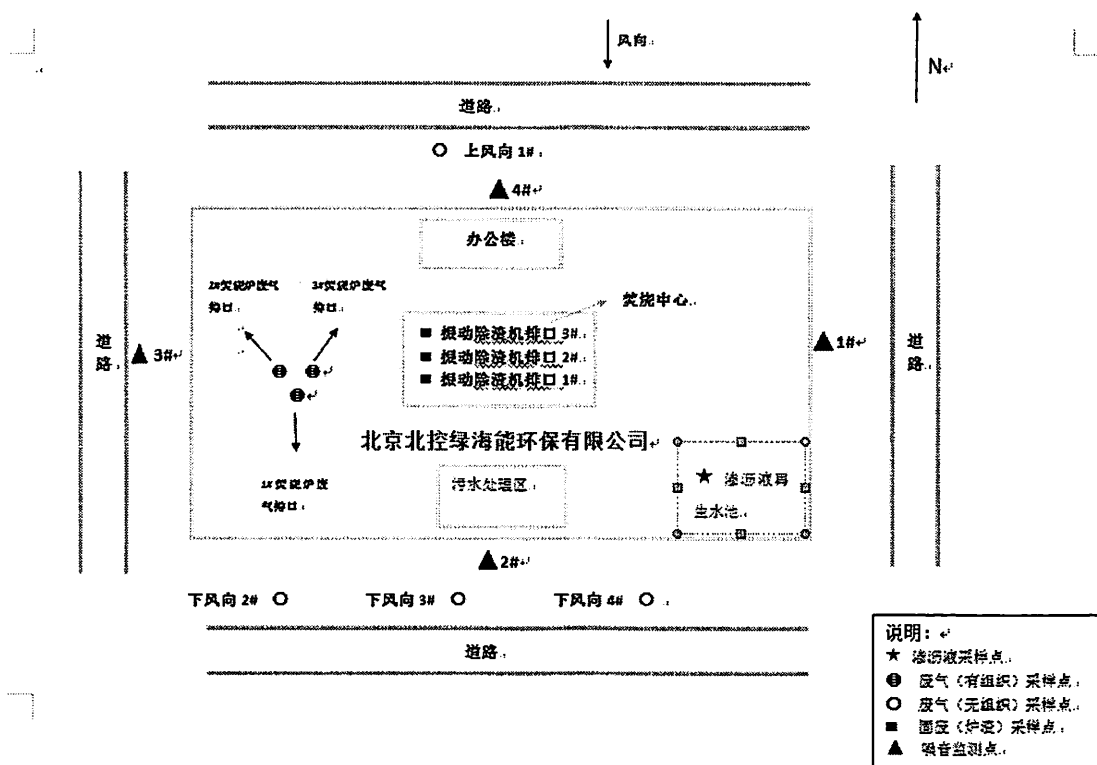 风向
N
道路
上风向 1#
4#
办公楼
2#焚烧炉废气
排口
3#焚烧炉废气
排口
焚烧中心
振动除渣机排口 3#
振动除渣机排口 2#
振动除渣机排口 1#
道路
3#
1#
道路
北京北控绿海能环保有限公司
1#焚烧炉废
气排口
污水处理区
渗沥液再
生水池
2#
下风向 2#
下风向 3#
下风向 4#
道路
说明：
渗沥液采样点
废气（有组织）采样点
废气（无组织）采样点
固废（炉渣）采样点
噪音监测点